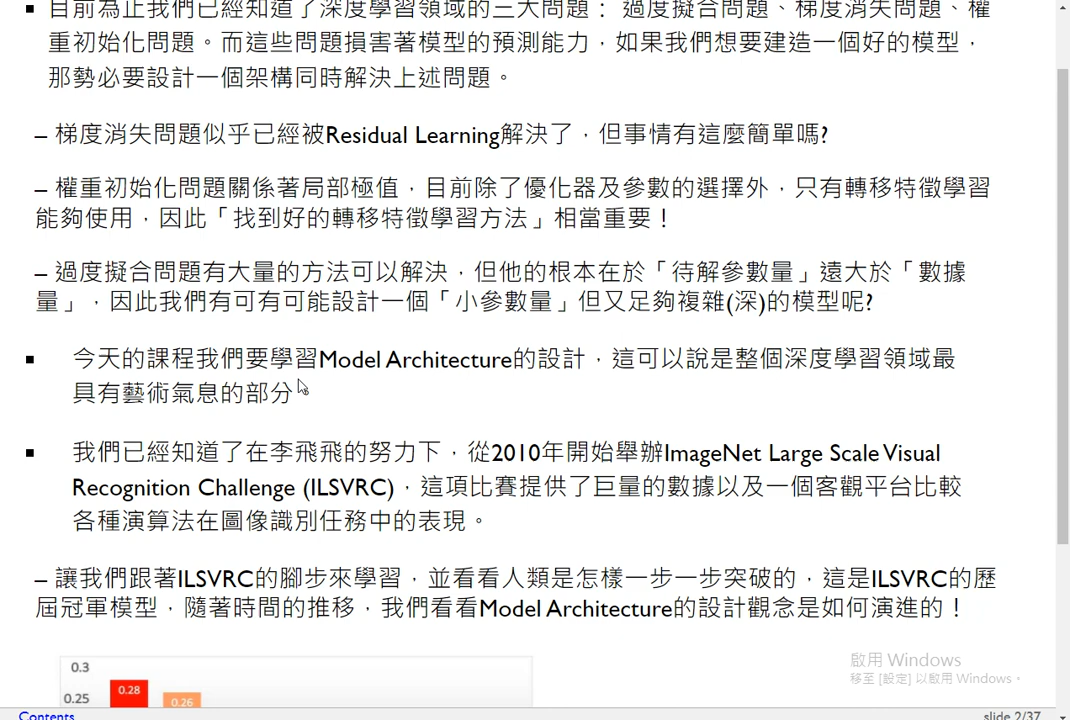 目前為止我們已經知道了深度學習領域的三大問題： 過度擬合問題、梯度消失問題、權
重初始化問題。而這些問題損害著模型的預測能力，如果我們想要建造一個好的模型，
那勢必要設計一個架構同時解決上述問題。
– 梯度消失問題似乎已經被Residual Learning解決了，但事情有這麼簡單嗎?
– 權重初始化問題關係著局部極值，目前除了優化器及參數的選擇外，只有轉移特徵學習
能夠使用，因此「找到好的轉移特徵學習方法」相當重要！
– 過度擬合問題有大量的方法可以解決，但他的根本在於「待解參數量」遠大於「數據
量」，因此我們有可有可能設計一個「小參數量」但又足夠複雜(深)的模型呢?
今天的課程我們要學習Model Architecture的設計，這可以說是整個深度學習領域最
具有藝術氣息的部分
我們已經知道了在李飛飛的努力下，從2010年開始舉辦ImageNet Large Scale Visual
Recognition Challenge (ILSVRC)，這項比賽提供了巨量的數據以及一個客觀平台比較
各種演算法在圖像識別任務中的表現。
– 讓我們跟著ILSVRC的腳步來學習，並看看人類是怎樣一步一步突破的，這是ILSVRC的歷
屆冠軍模型，隨著時間的推移，我們看看Model Architecture的設計觀念是如何演進的！
0.3
0.28
0.25
0.26
啟用 Windows
移至 [設定] 以啟用 Windows。
Contents
slide 2/37